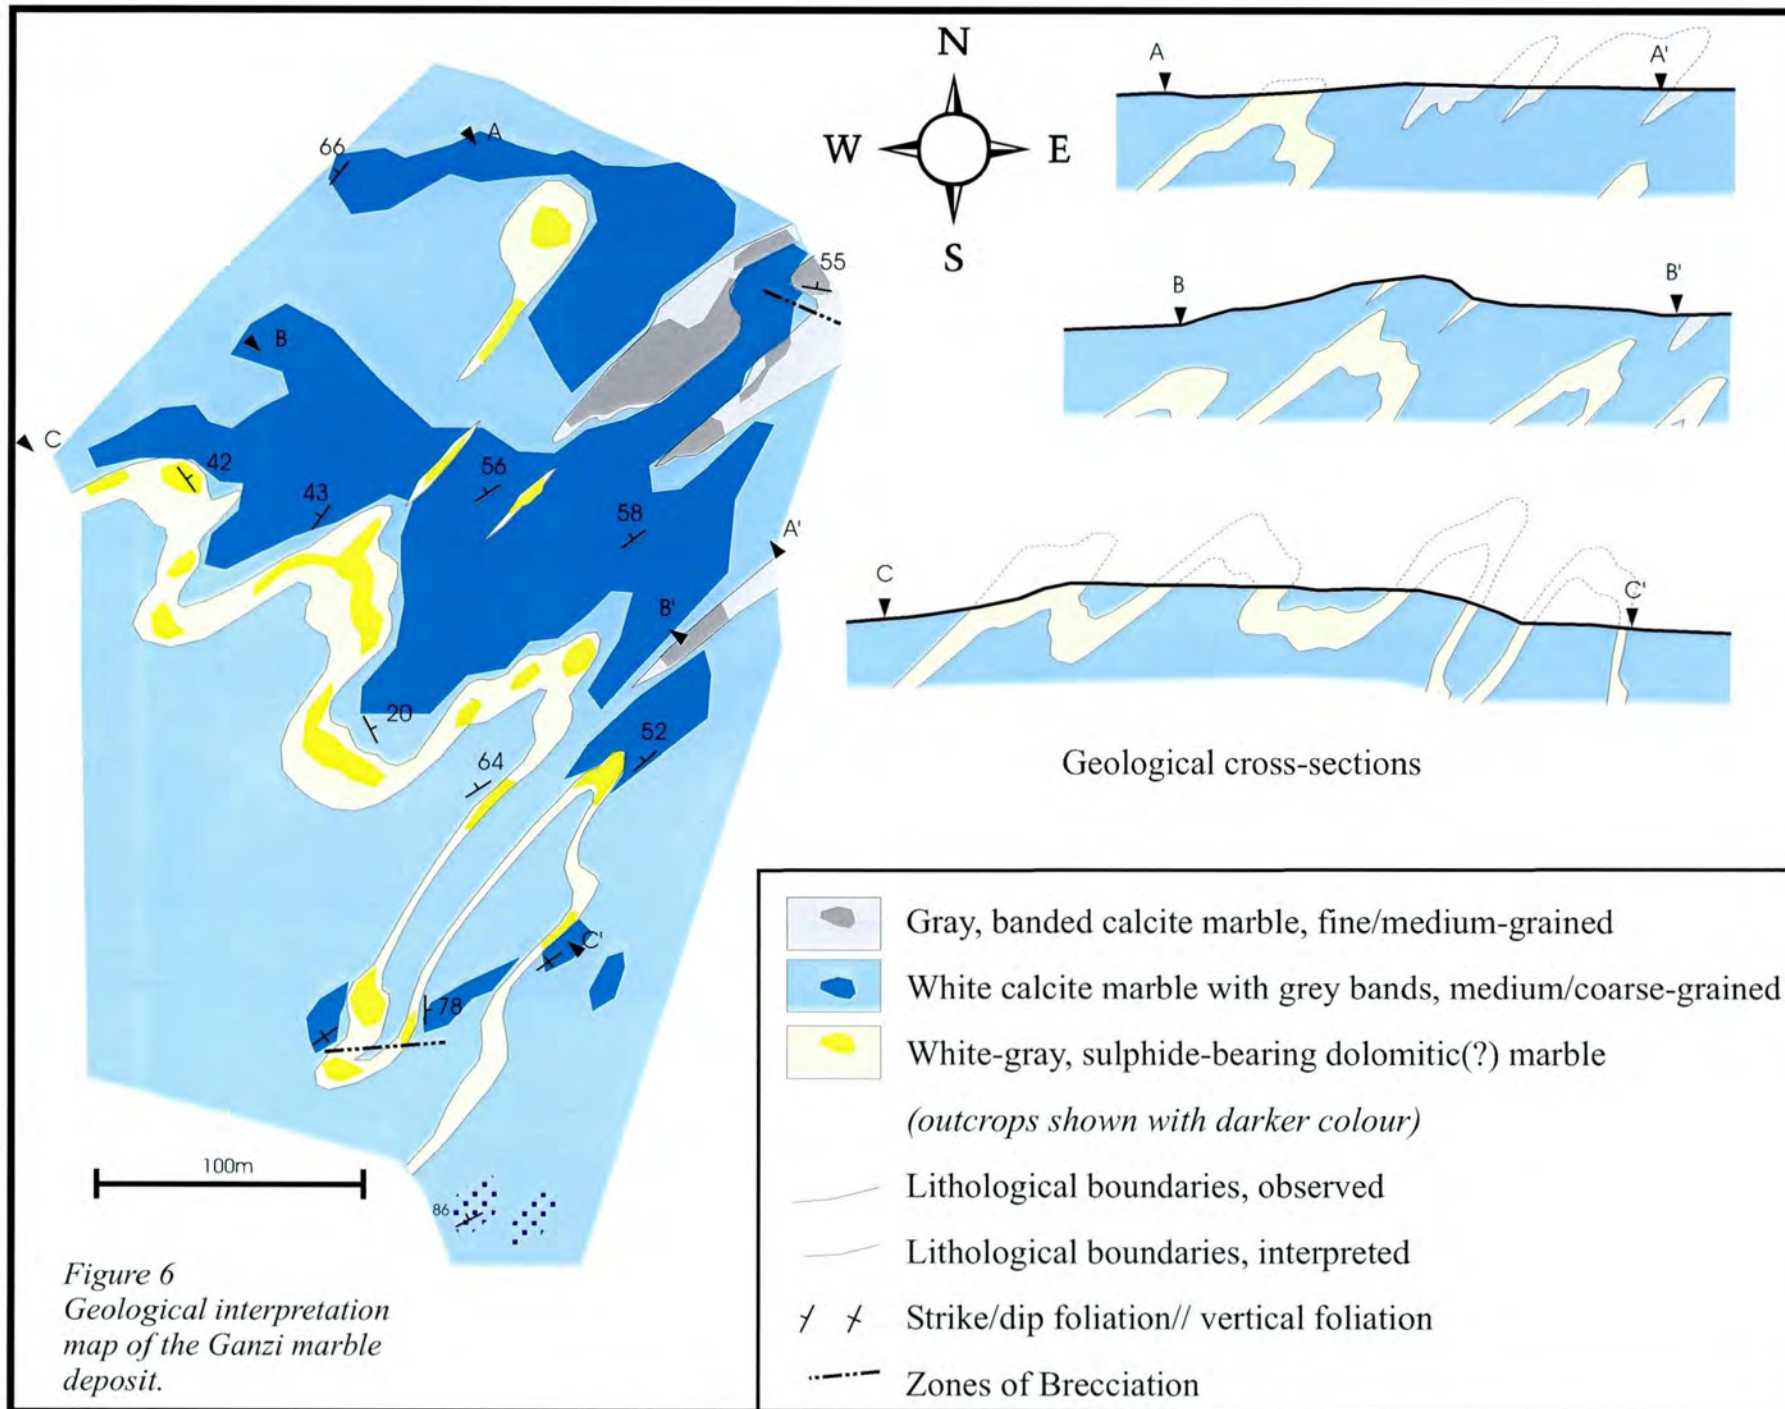 N
W
E
S
A
A'
B
B'
C
C'
Geological cross-sections
66
A
55
B
C
42
43
56
58
A'
B'
20
64
52
C'
78
86
100m
Figure 6
Geological interpretation
map of the Ganzi marble
deposit.
Gray, banded calcite marble, fine/medium-grained
White calcite marble with grey bands, medium/coarse-grained
White-gray, sulphide-bearing dolomitic(?) marble
(outcrops shown with darker colour)
Lithological boundaries, observed
Lithological boundaries, interpreted
Strike/dip foliation// vertical foliation
Zones of Brecciation